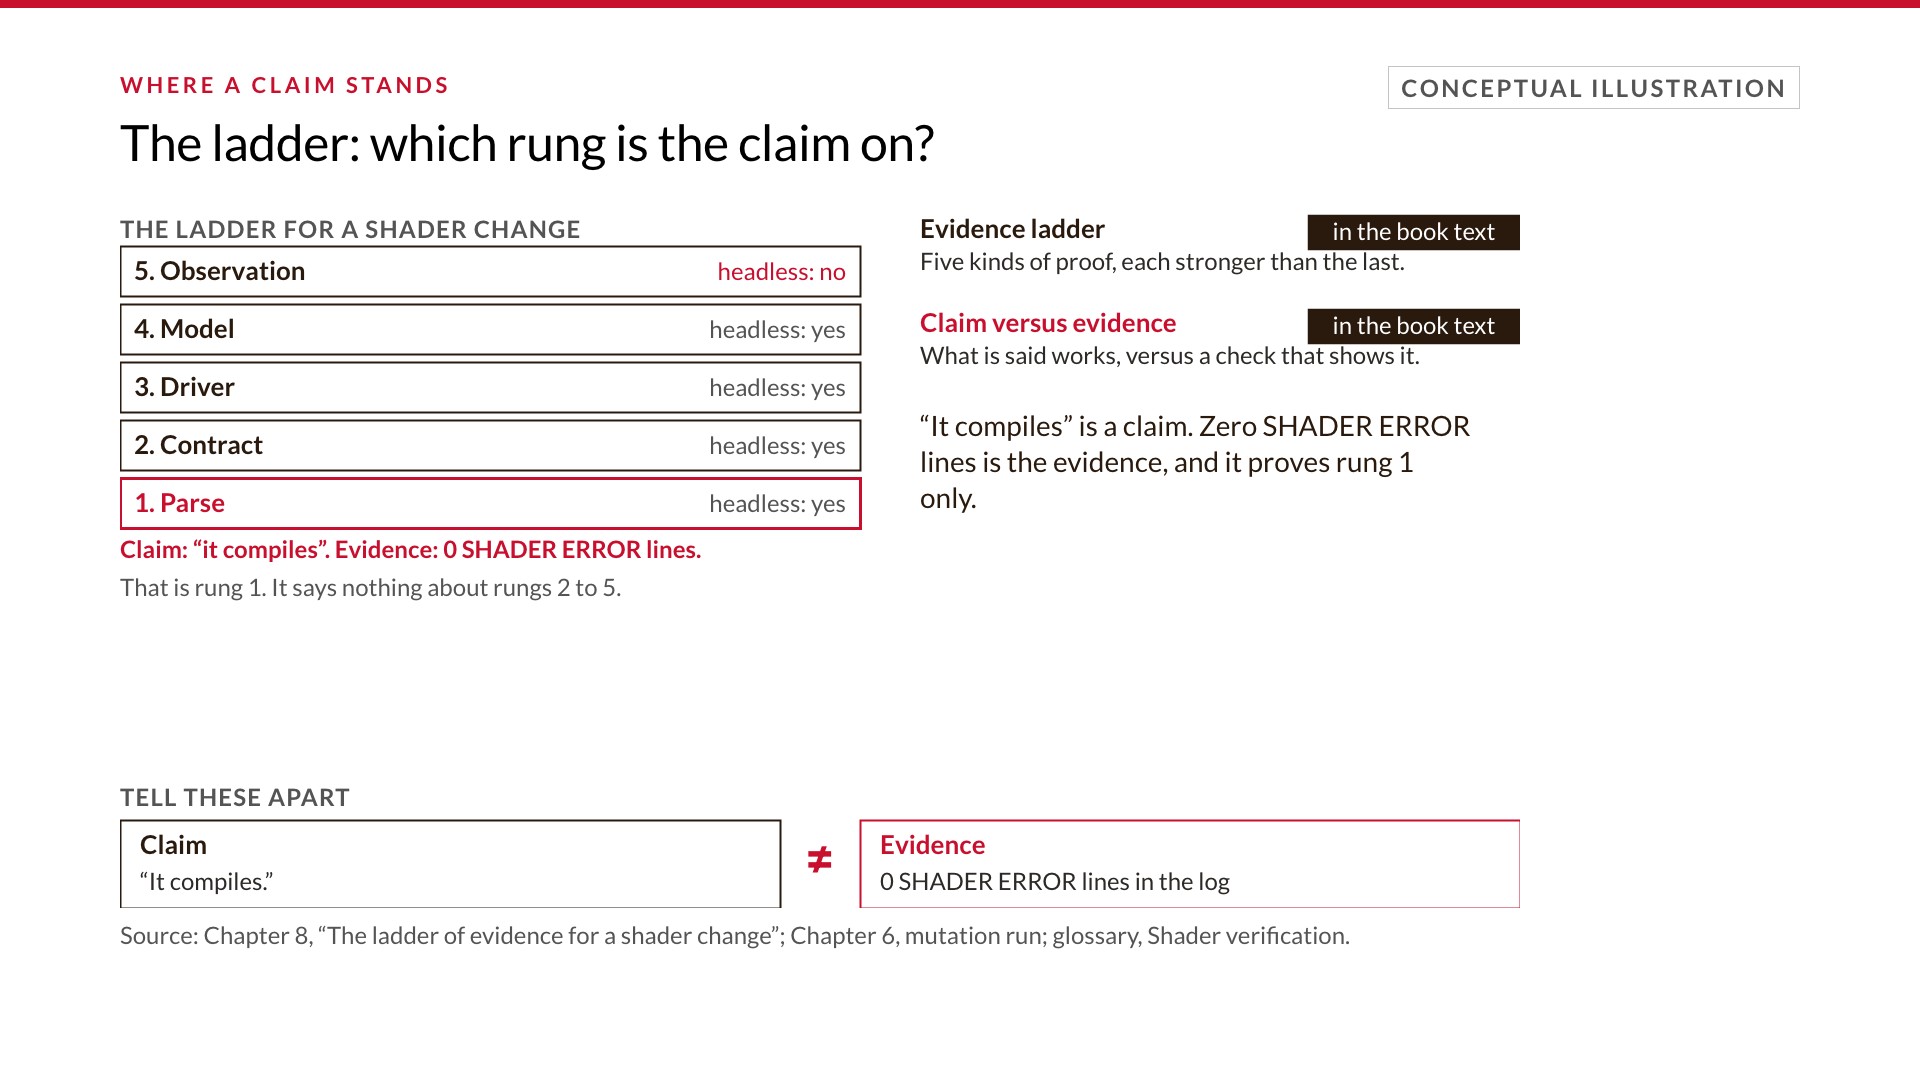 WHERE A CLAIM STANDS
CONCEPTUAL ILLUSTRATION
The ladder: which rung is the claim on?
THE LADDER FOR A SHADER CHANGE
5. Observation headless: no
4. Model headless: yes
3. Driver headless: yes
2. Contract headless: yes
1. Parse headless: yes
Claim: “it compiles”. Evidence: 0 SHADER ERROR lines.
That is rung 1. It says nothing about rungs 2 to 5.
Evidence ladder in the book text
Five kinds of proof, each stronger than the last.
Claim versus evidence in the book text
What is said works, versus a check that shows it.
“It compiles” is a claim. Zero SHADER ERROR
lines is the evidence, and it proves rung 1
only.
TELL THESE APART
Claim
“It compiles.”
≠
Evidence
0 SHADER ERROR lines in the log
Source: Chapter 8, “The ladder of evidence for a shader change”; Chapter 6, mutation run; glossary, Shader verification.